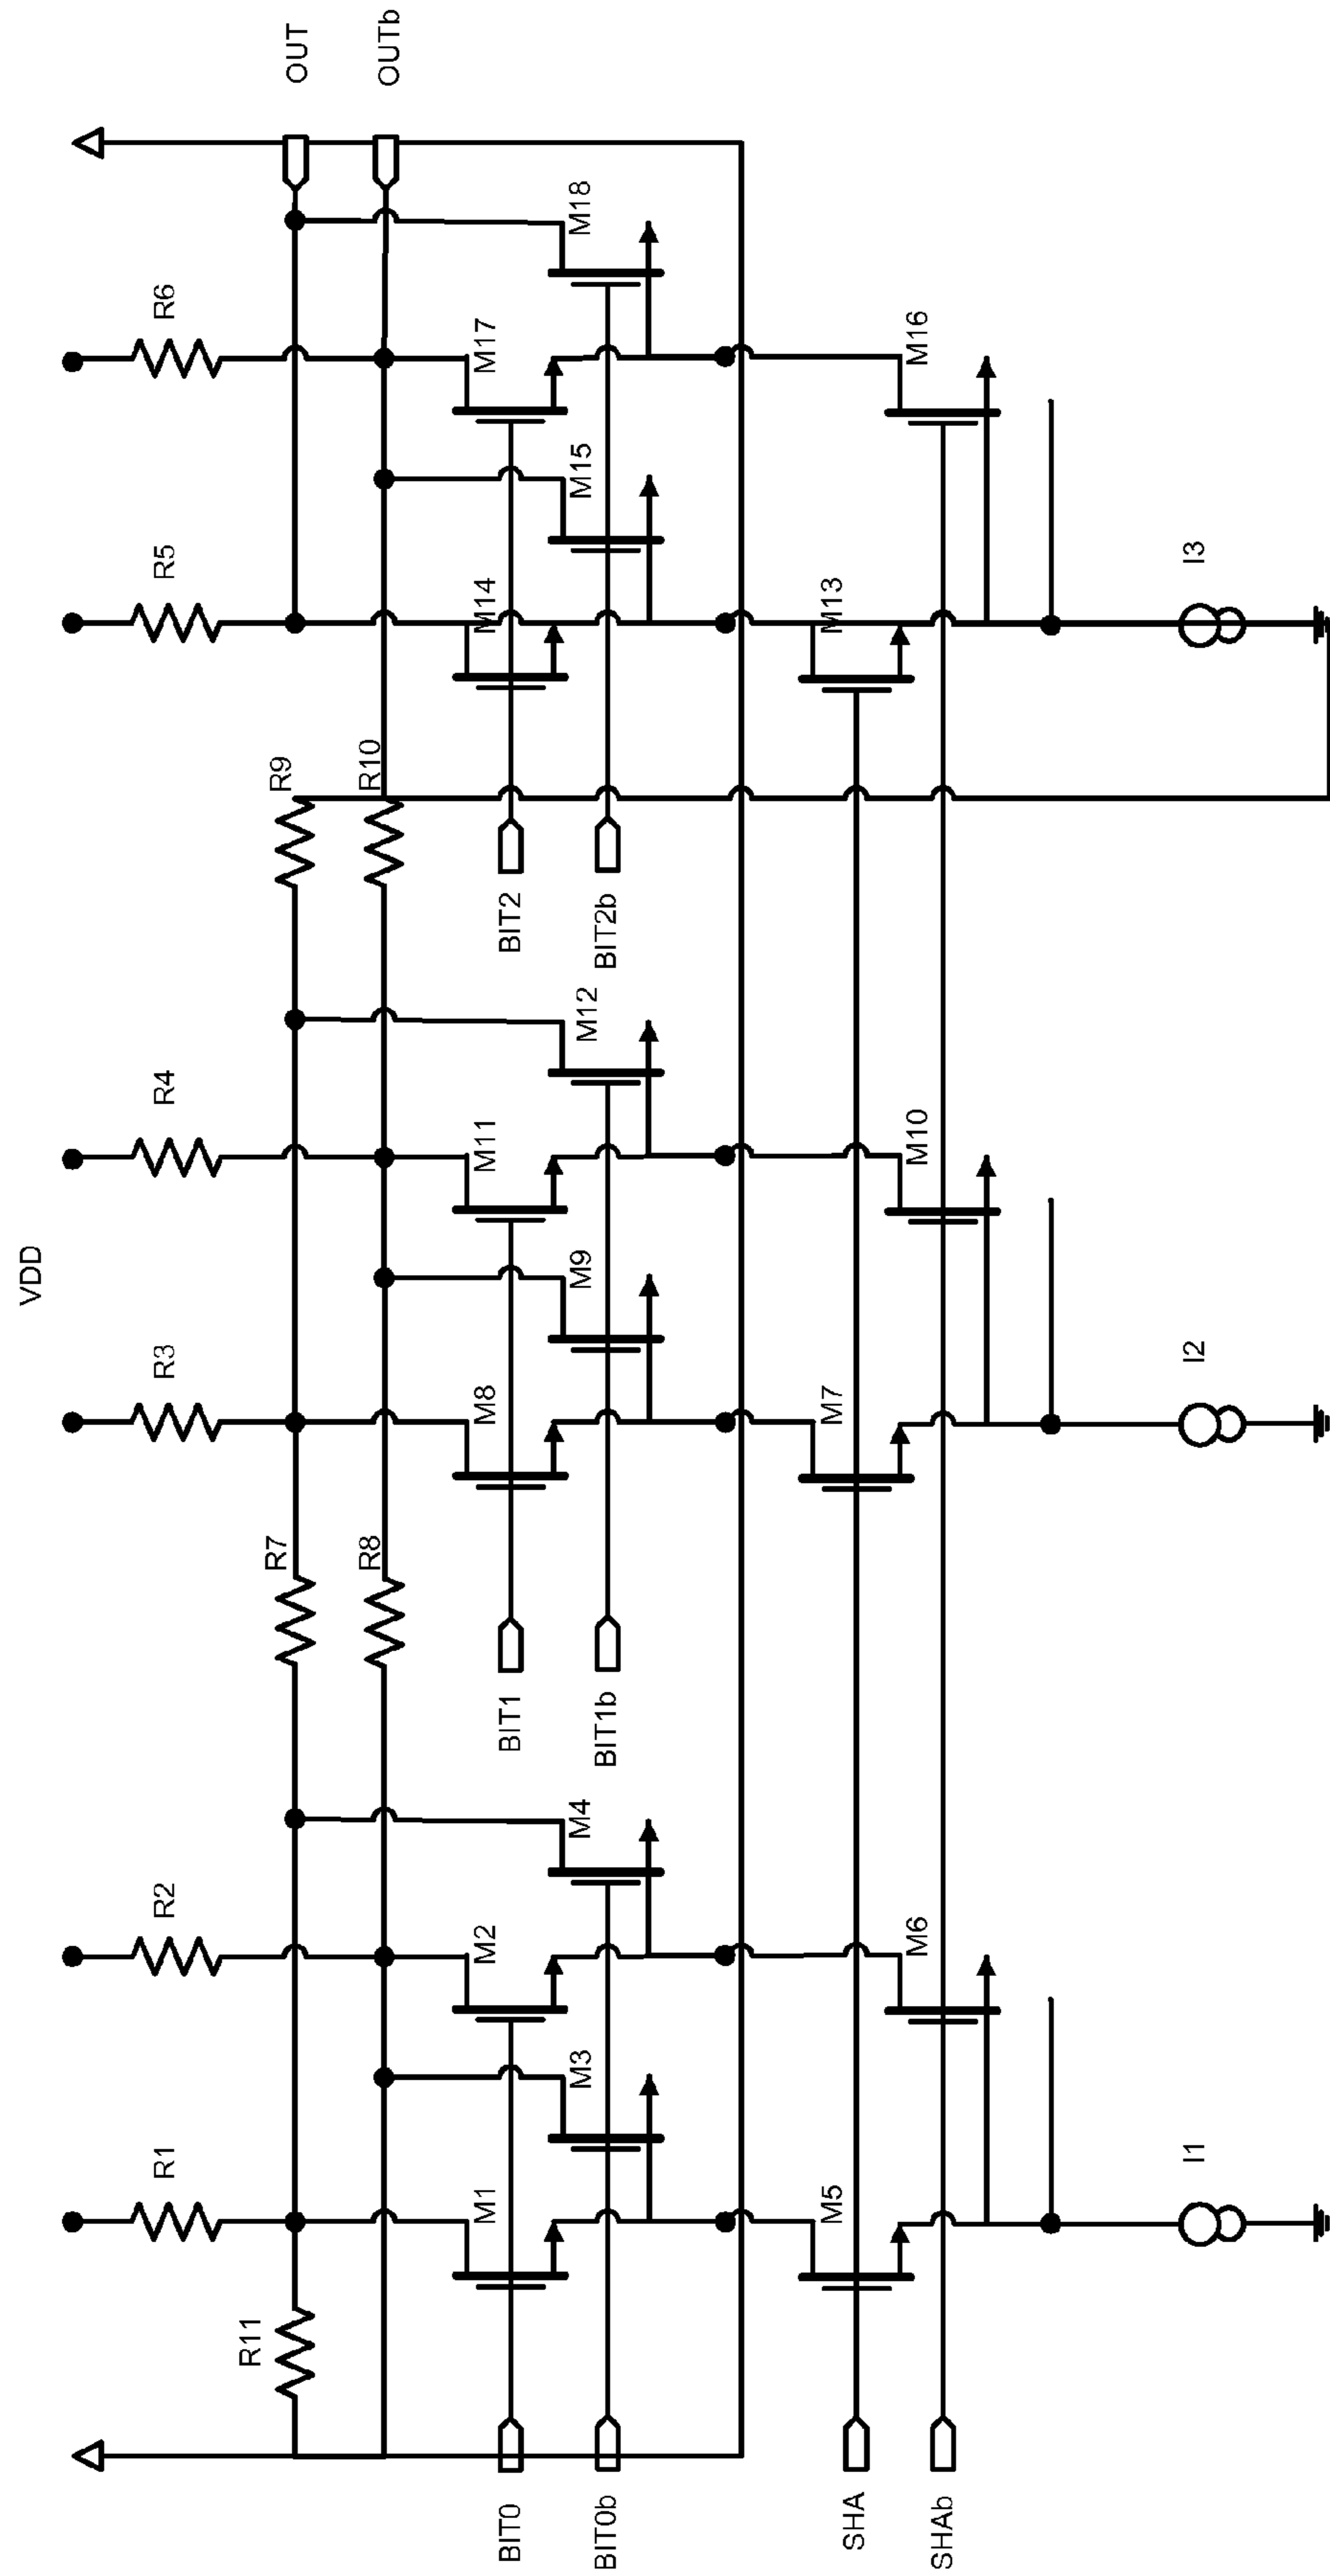 VDD
R1
R2
R3
R4
R5
R6
OUT
OUTb
R11
R7
R8
R9
R10
M1
M3
M2
M4
M8
M9
M11
M12
M14
M15
M17
M18
BIT0
BIT0b
BIT1
BIT1b
BIT2
BIT2b
M5
M6
M7
M10
M13
M16
SHA
SHAb
I1
I2
I3